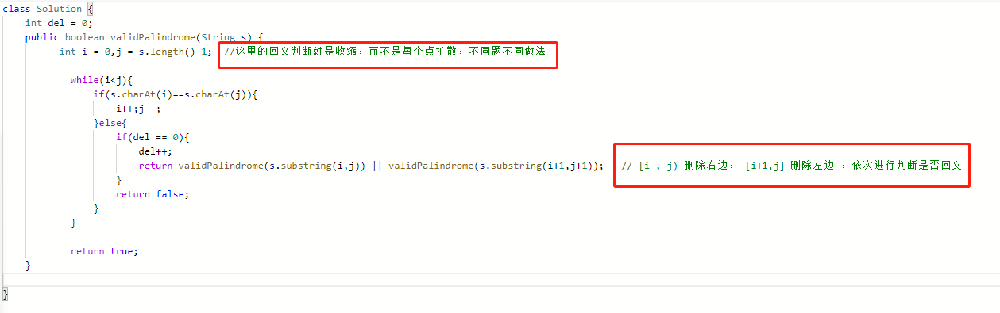 class Solution {
    int del = 0;
    public boolean validPalindrome(String s) {
          int i = 0,j = s.length()-1;  //这里的回文判断就是收缩，而不是每个点扩散，不同题不同做法
            while(i<j){
                if(s.charAt(i)==s.charAt(j)){
                    i++;j--;
                }else{
                    if(del == 0){
                        del++;
                        return validPalindrome(s.substring(i,j)) || validPalindrome(s.substring(i+1,j+1));   // [i , j) 删除右边， [i+1,j] 删除左边 ，依次进行判断是否回文
                    }
                    return false;
                }
            }
            return true;
    }
}